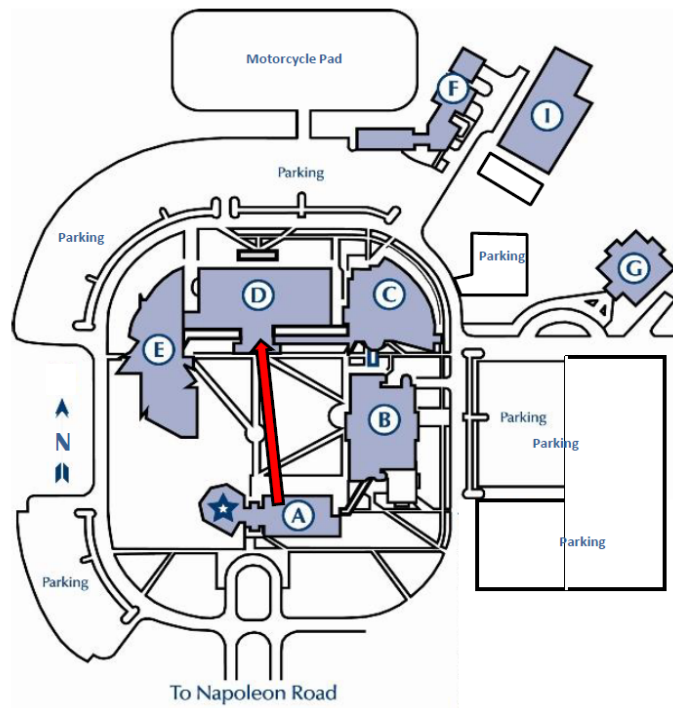 Motorcycle Pad
F
I
Parking
Parking
Parking
G
D
C
E
B
Parking
Parking
N
A
Parking
Parking
To Napoleon Road